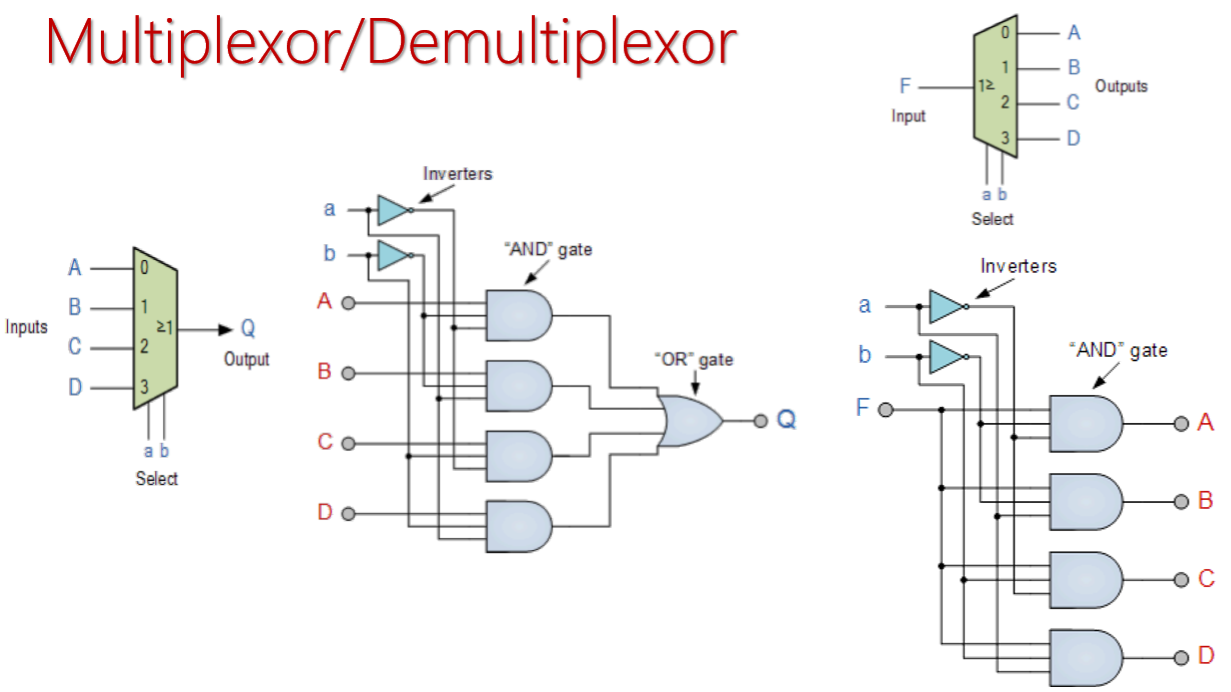 Multiplexor/Demultiplexor
0
A
1
B
Outputs
F
1≥
2
C
Input
3
D
a b
Select
Inverters
a
b
"AND" gate
A
B
C
D
"OR" gate
Q
A
0
B
1
Inputs
≥1
Q
C
2
Output
D
3
a b
Select
Inverters
a
b
"AND" gate
F
A
B
C
D